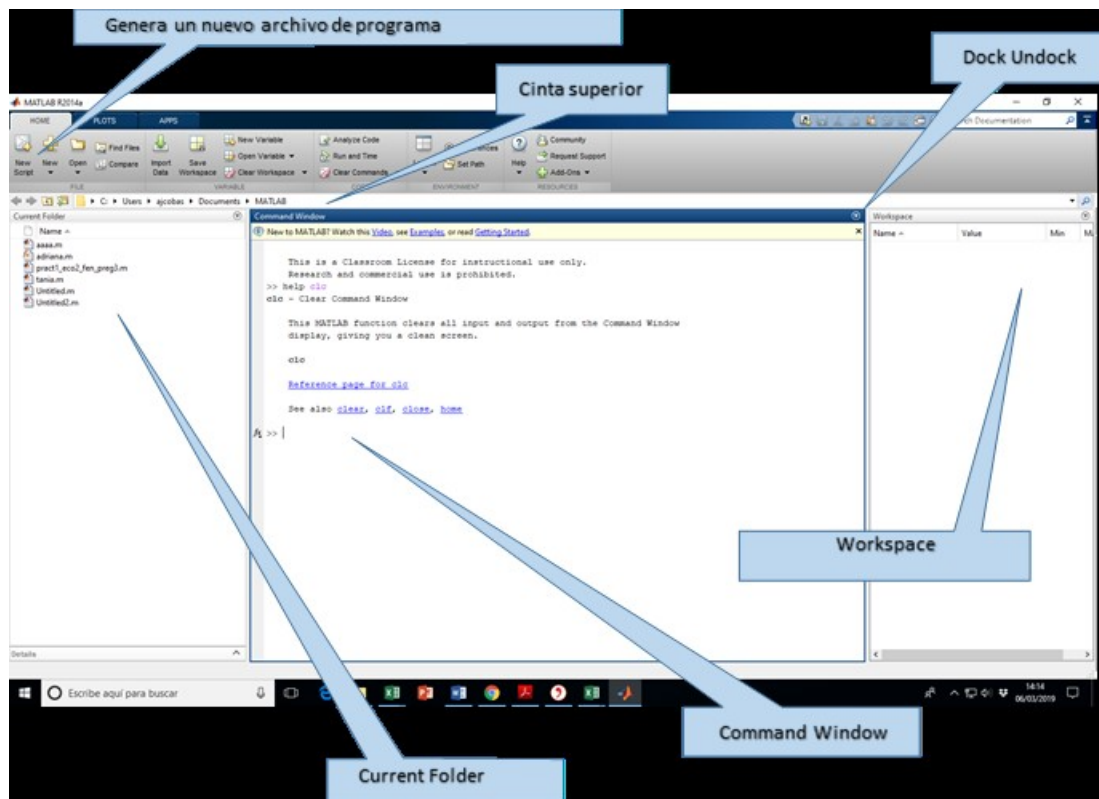 Genera un nuevo archivo de programa
Dock Undock
Cinta superior
MATLAB R2014a
HOME PLOTS APPS
Documentation
New Script
New
Open
Find Files
Compare
Import Data
Save Workspace
New Variable
Open Variable
Clear Workspace
Analyze Code
Run and Time
Clear Commands
Set Path
Help
Community
Request Support
Add-Ons
FILE
ENVIRONMENT RESOURCES
C: Users ajcobas Documents MATLAB
Current Folder
Name
aaaa.m
adriana.m
pract1_eco2_fen_preg3.m
tania.m
Untitled.m
Untitled2.m
Details
Command Window
New to MATLAB? Watch this Video, see Examples, or read Getting Started.
This is a Classroom License for instructional use only.
Research and commercial use is prohibited.
>> help clc
clc - Clear Command Window
This MATLAB function clears all input and output from the Command Window
display, giving you a clean screen.
clc
Reference page for clc
See also clear, clf, close, home
fx >>
Workspace
Name Value Min
Workspace
Escribe aquí para buscar
14:14
06/03/2019
Command Window
Current Folder